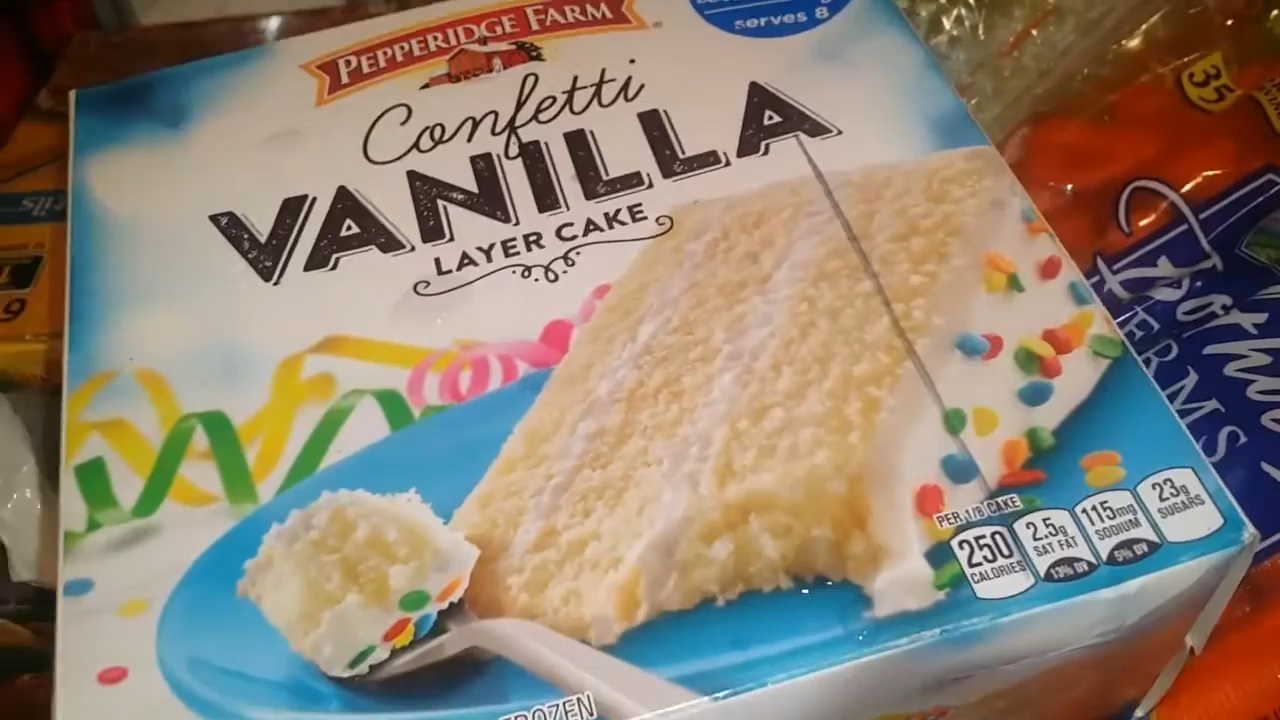 PEPPERIDGE FARM
serves 8
Confetti
VANILLA
LAYER CAKE
PER 1/8 CAKE
250
CALORIES
2.5g
SAT FAT
13% DV
115mg
SODIUM
5% DV
23g
SUGARS
FROZEN
35
9